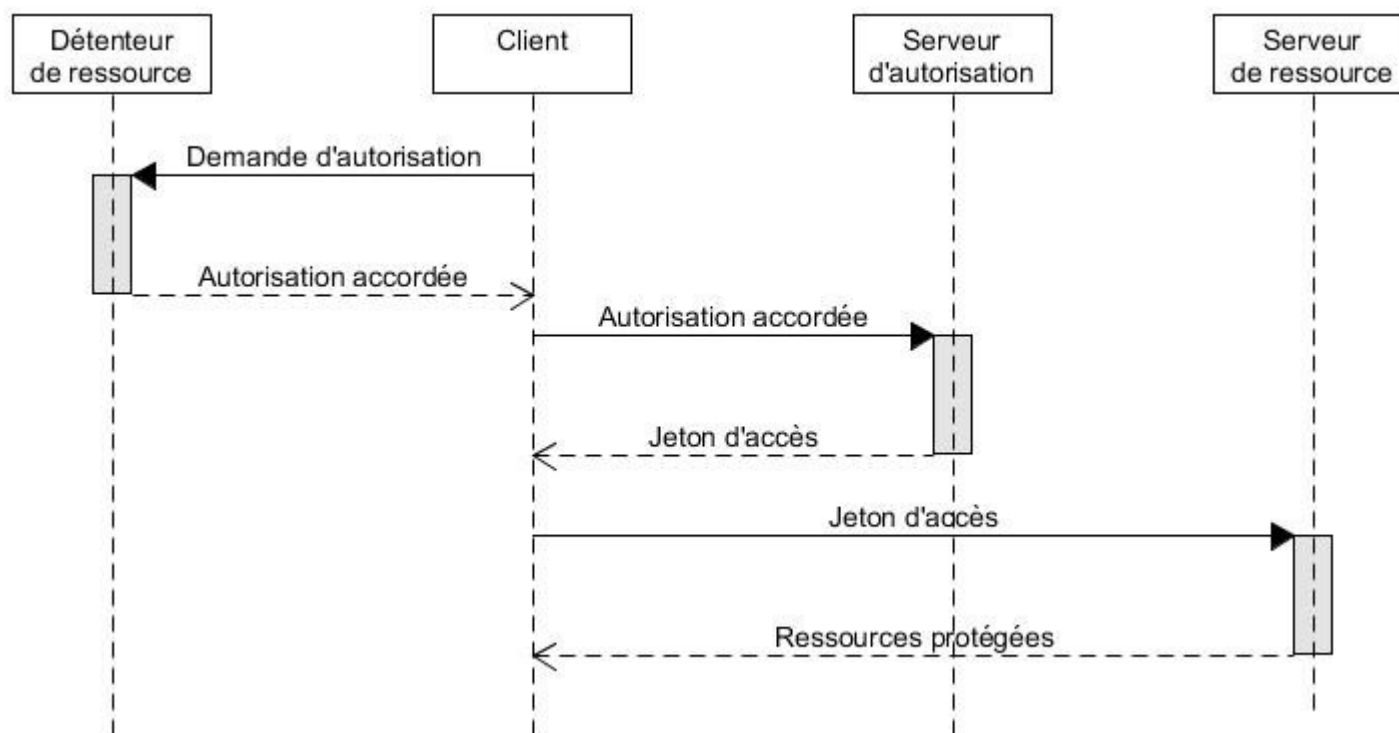 Détenteur
de ressource
Client
Serveur
d'autorisation
Serveur
de ressource
Demande d'autorisation
Autorisation accordée
Autorisation accordée
Jeton d'accès
Jeton d'accès
Ressources protégées